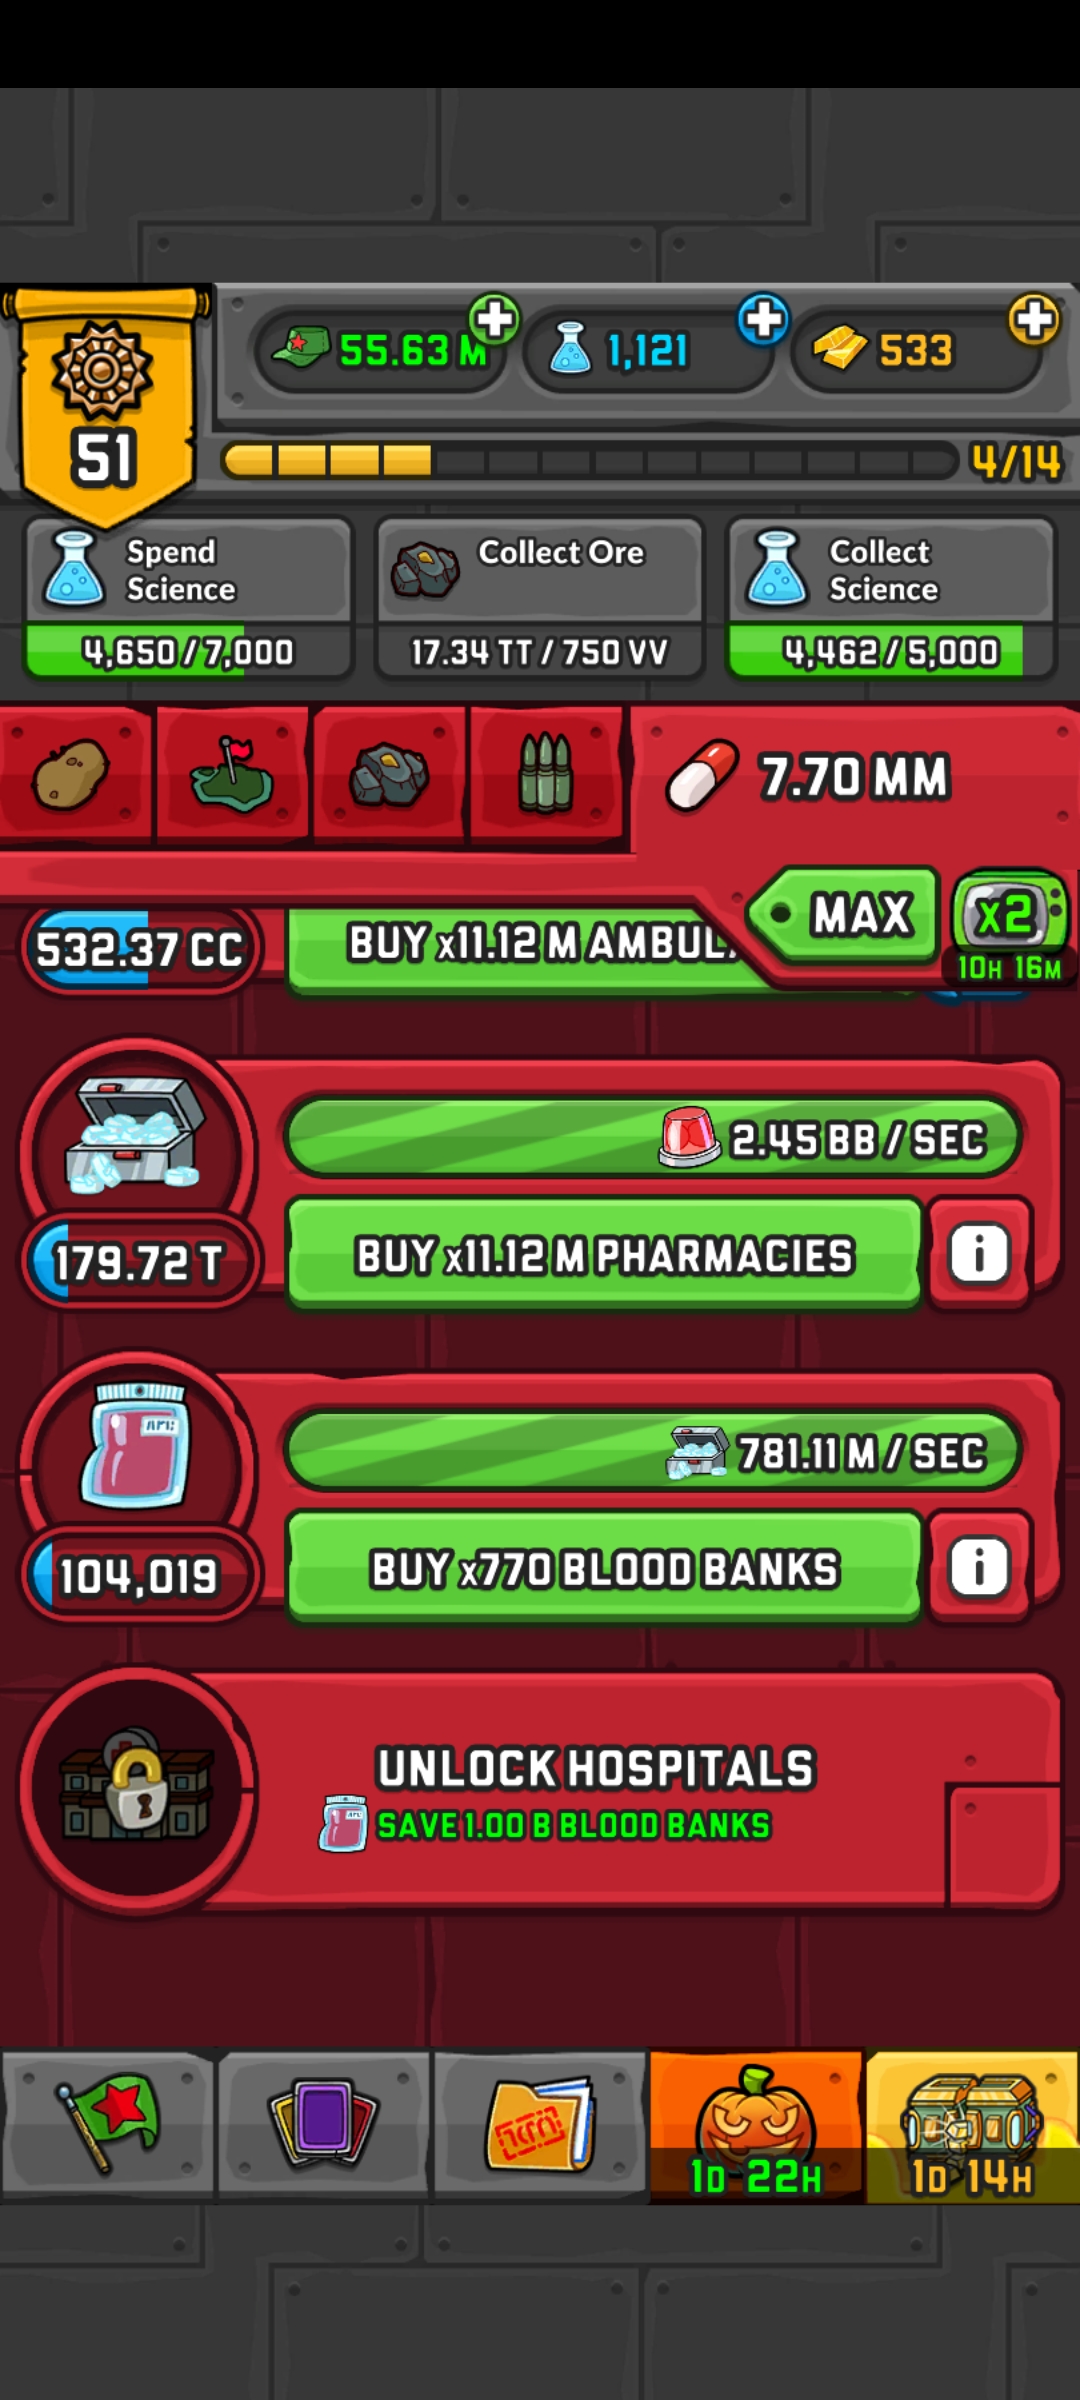 55.63 M
1,121
533
51
4/14
Spend
Science
4,650 / 7,000
Collect Ore
17.34 TT / 750 VV
Collect
Science
4,462 / 5,000
7.70 MM
MAX
x2
10H 16M
532.37 CC
BUY x11.12 M AMBUL
2.45 BB / SEC
179.72 T
BUY x11.12 M PHARMACIES
i
781.11 M / SEC
104,019
BUY x770 BLOOD BANKS
i
UNLOCK HOSPITALS
SAVE 1.00 B BLOOD BANKS
1D 22H
1D 14H